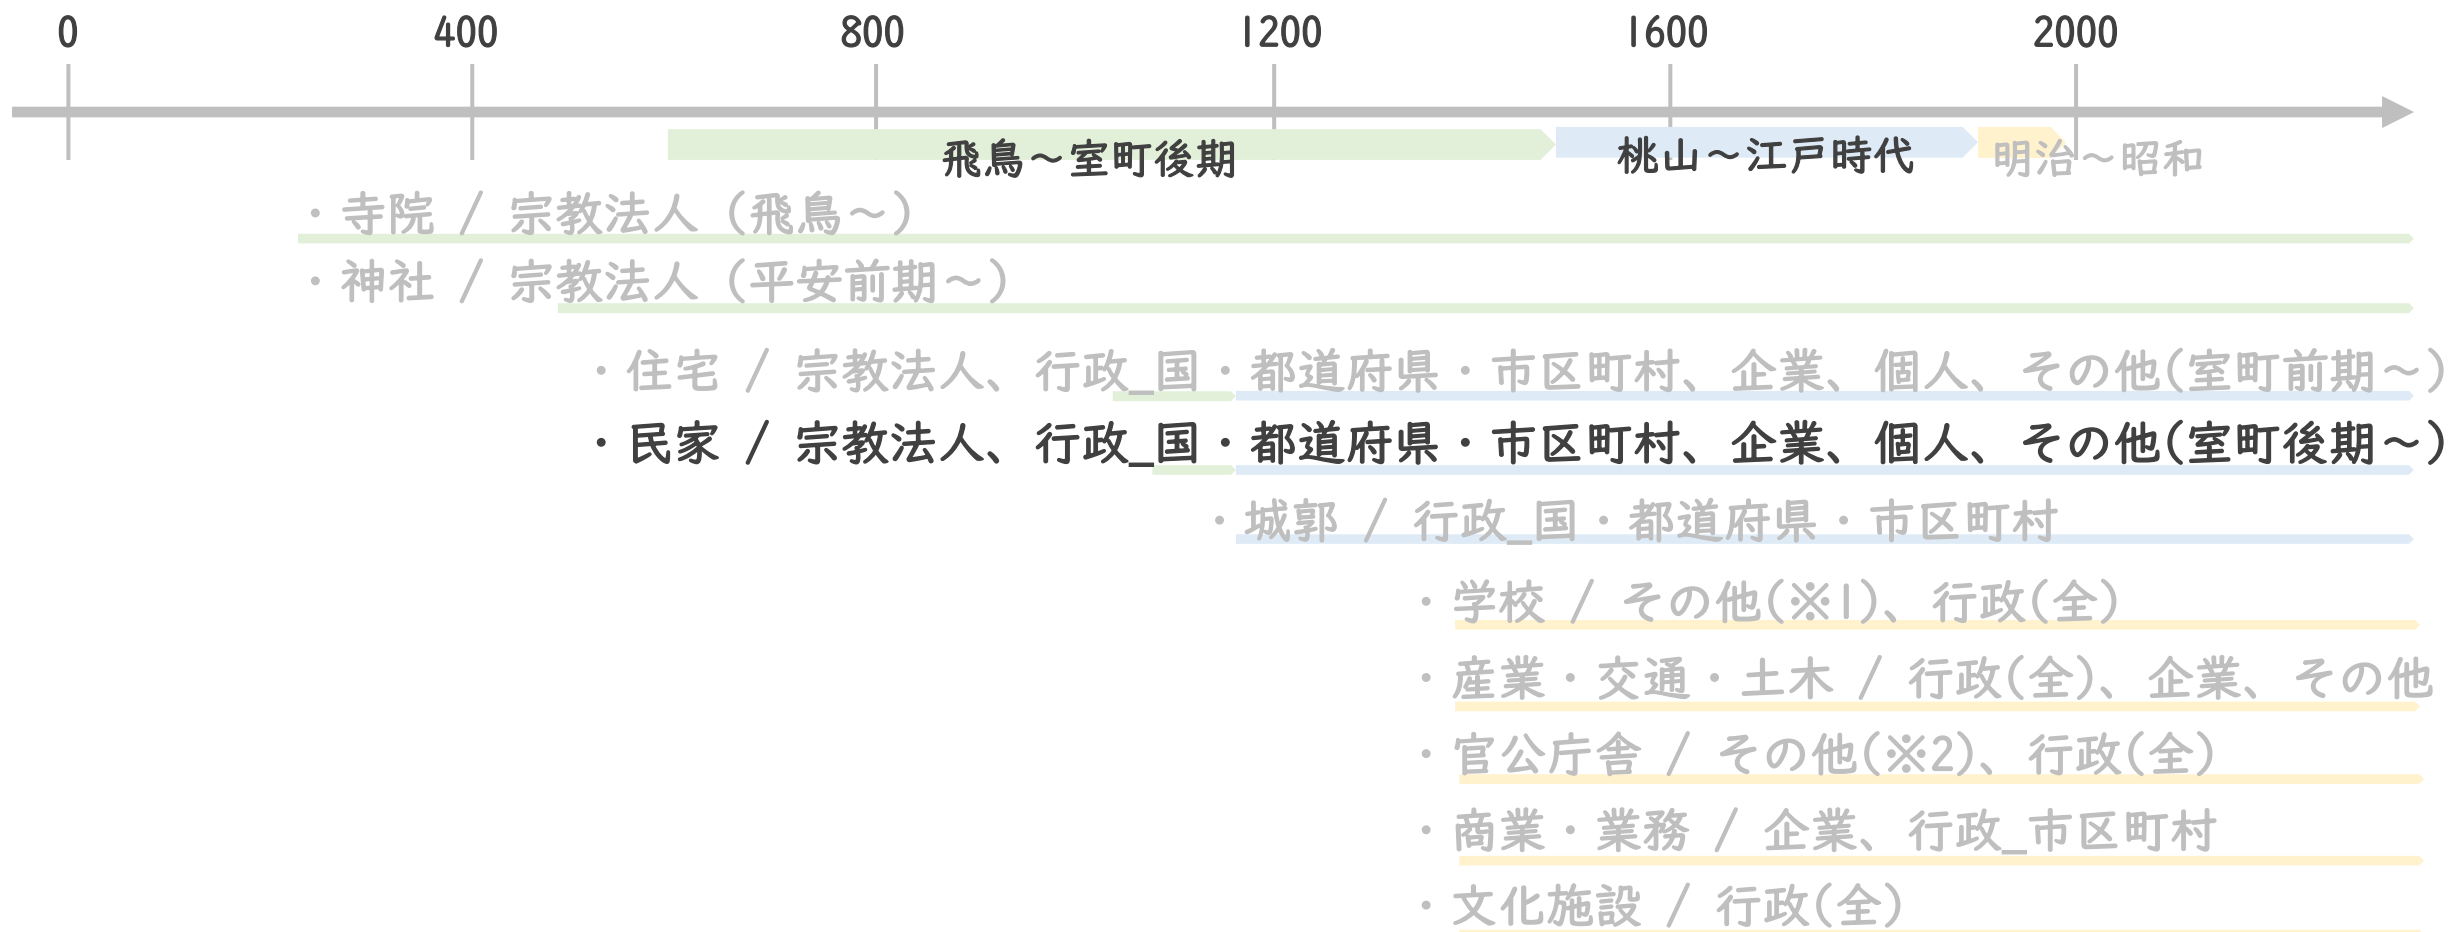 0 400 800 1200 1600 2000
飛鳥～室町後期 桃山～江戸時代 明治～昭和
・寺院 / 宗教法人（飛鳥～）
・神社 / 宗教法人（平安前期～）
・住宅 / 宗教法人、行政_国・都道府県・市区町村、企業、個人、その他(室町前期～)
・民家 / 宗教法人、行政_国・都道府県・市区町村、企業、個人、その他(室町後期～)
・城郭 / 行政_国・都道府県・市区町村
・学校 / その他(※1)、行政(全)
・産業・交通・土木 / 行政(全)、企業、その他
・官公庁舎 / その他(※2)、行政(全)
・商業・業務 / 企業、行政_市区町村
・文化施設 / 行政(全)